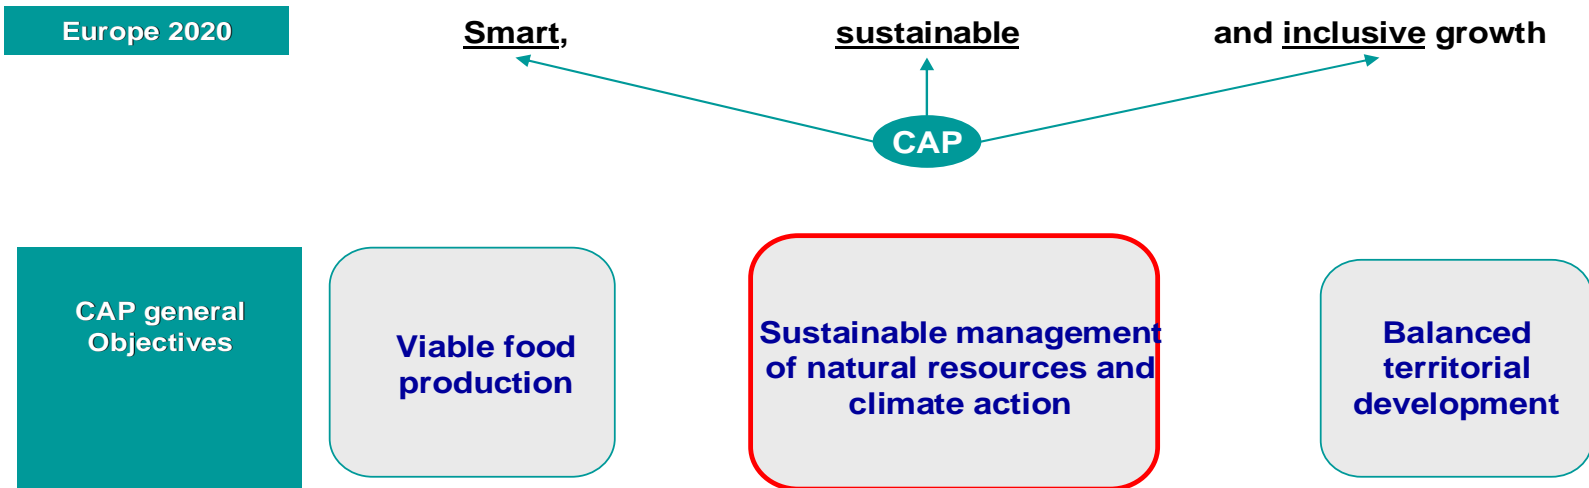 Europe 2020
Smart,
sustainable
and inclusive growth
CAP
CAP general
Objectives
Viable food
production
Sustainable management
of natural resources and
climate action
Balanced
territorial
development